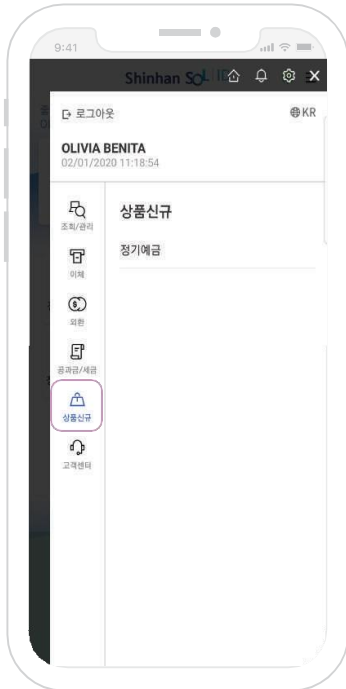 9:41
Shinhan SOL
로그아웃 KR
OLIVIA BENITA
02/01/2020 11:18:54
조회/관리
상품신규
정기예금
이체
외환
공과금/세금
상품신규
고객센터